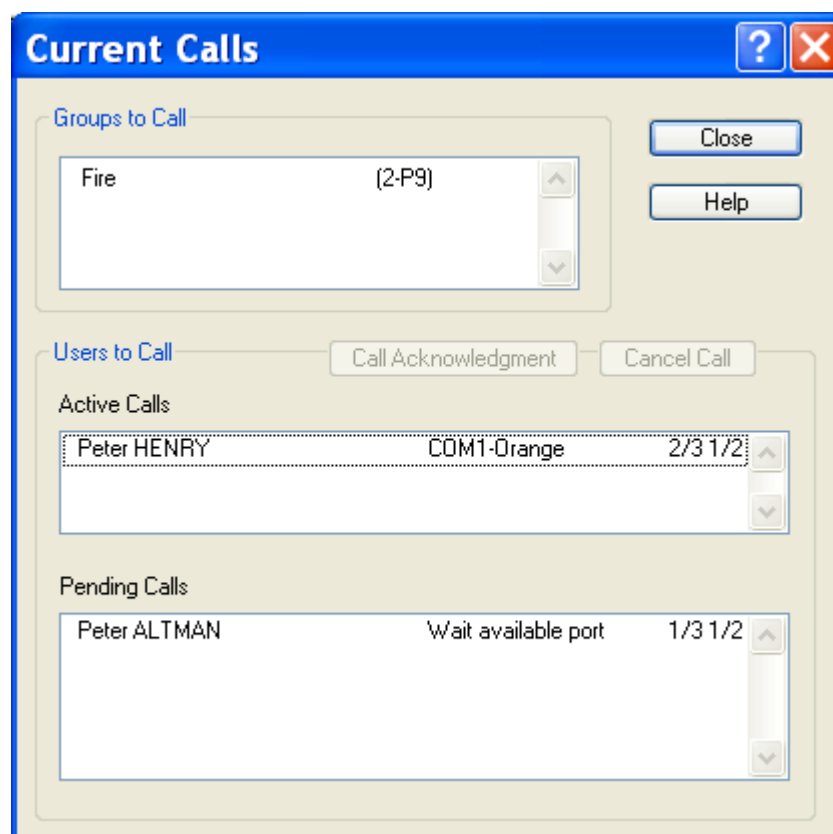 Current Calls
Groups to Call
Close
Fire (2-P9)
Help
Users to Call Call Acknowledgment Cancel Call
Active Calls
Peter HENRY COM1-Orange 2/3 1/2
Pending Calls
Peter ALTMAN Wait available port 1/3 1/2